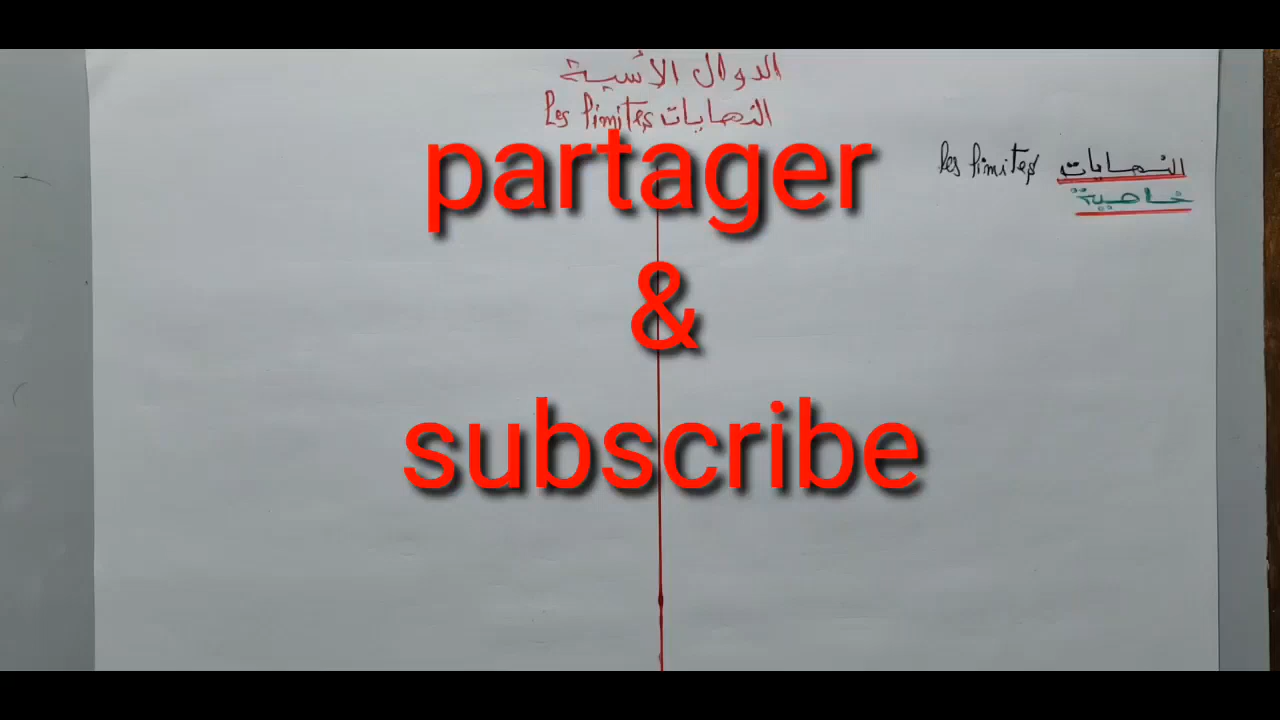 الدوال الأسية
النهايات les limites
النهايات les limites
خاصية
partager
&
subscribe